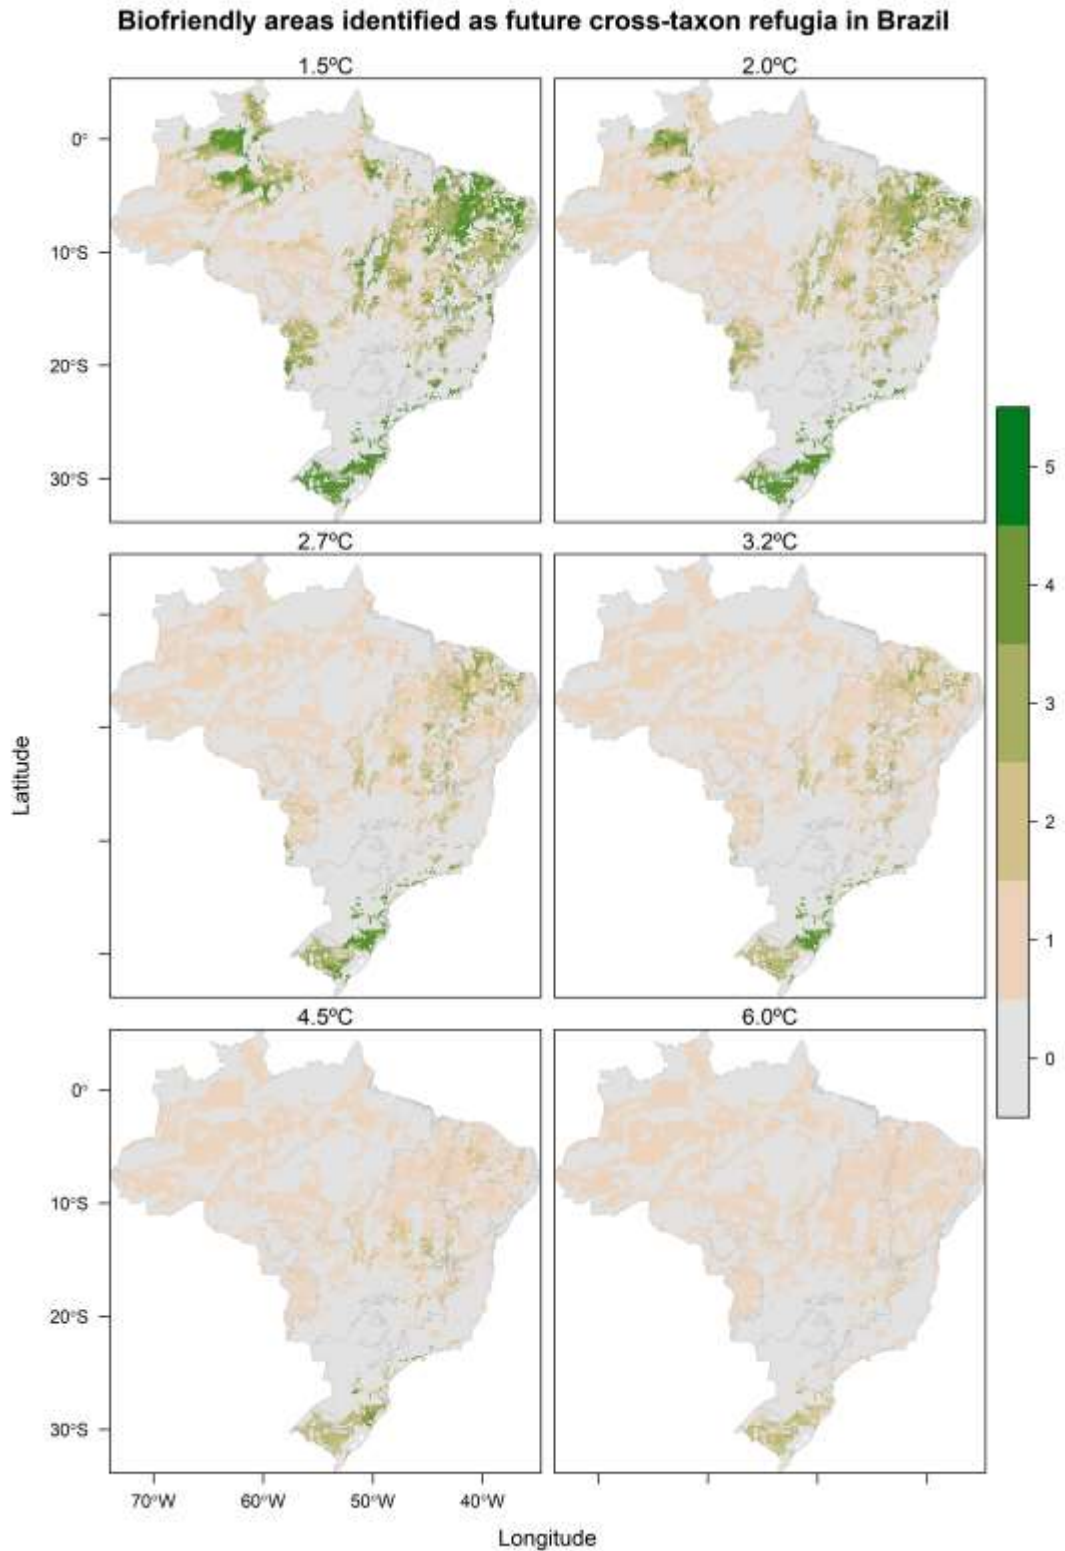 Biofriendly areas identified as future cross-taxon refugia in Brazil
1.5ºC
2.0ºC
0°
10°S
20°S
30°S
2.7ºC
3.2ºC
Latitude
5
4
3
2
1
0
4.5ºC
6.0ºC
0°
10°S
20°S
30°S
70°W
60°W
50°W
40°W
Longitude